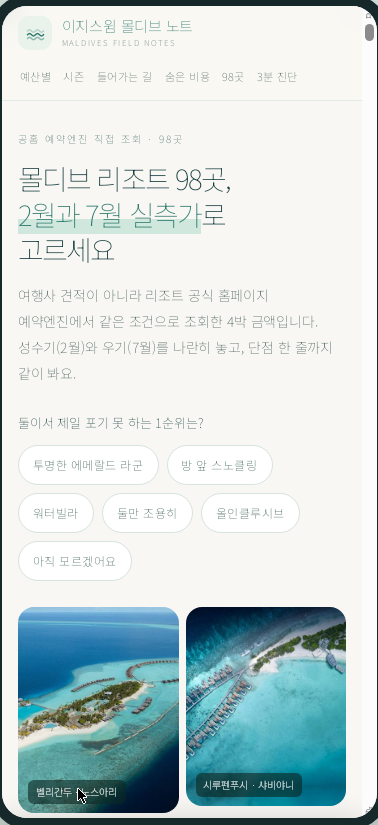 이지스윔 몰디브 노트
MALDIVES FIELD NOTES
예산별 시즌 들어가는 길 숨은 비용 98곳 3분 진단
공홈 예약엔진 직접 조회 · 98곳
몰디브 리조트 98곳,
2월과 7월 실측가로
고르세요
여행사 견적이 아니라 리조트 공식 홈페이지
예약엔진에서 같은 조건으로 조회한 4박 금액입니다.
성수기(2월)와 우기(7월)를 나란히 놓고, 단점 한 줄까지
같이 봐요.
둘이서 제일 포기 못 하는 1순위는?
투명한 에메랄드 라군 방 앞 스노클링
워터빌라 둘만 조용히 올인클루시브
아직 모르겠어요
벨리간두 스아리
시루펜푸시 · 샤비야니